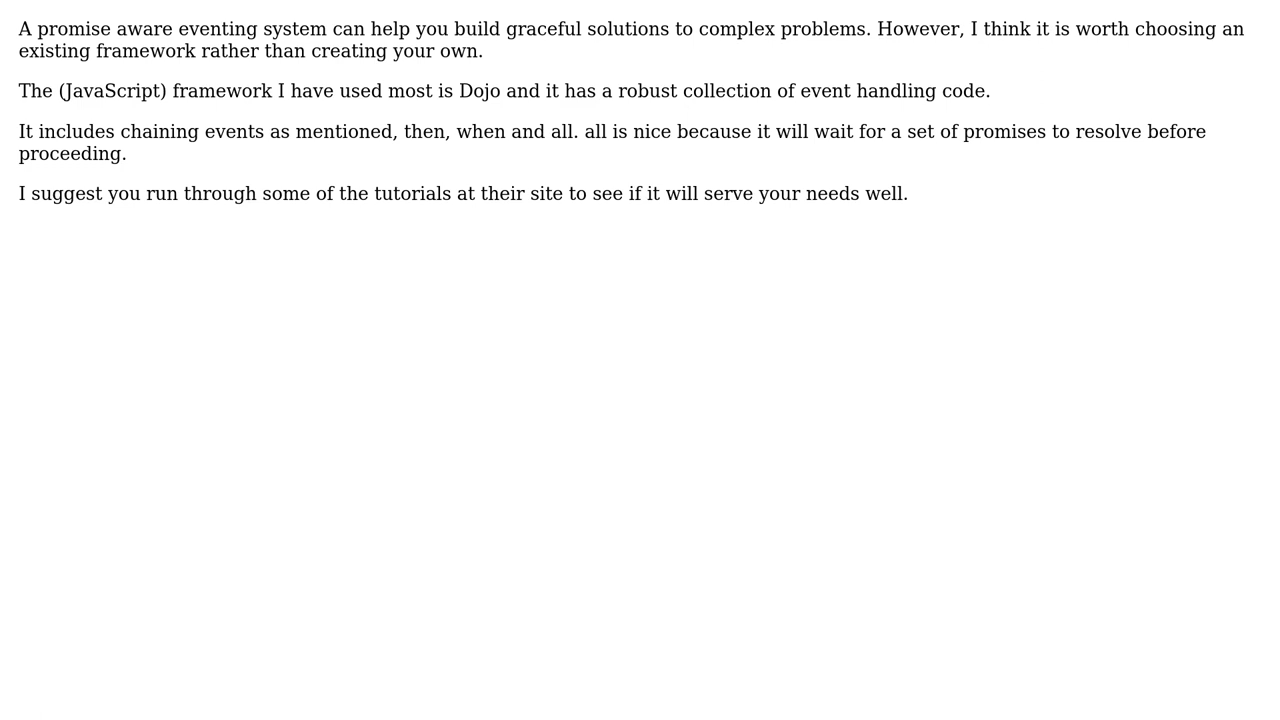 A promise aware eventing system can help you build graceful solutions to complex problems. However, I think it is worth choosing an
existing framework rather than creating your own.
The (JavaScript) framework I have used most is Dojo and it has a robust collection of event handling code.
It includes chaining events as mentioned, then, when and all. all is nice because it will wait for a set of promises to resolve before
proceeding.
I suggest you run through some of the tutorials at their site to see if it will serve your needs well.